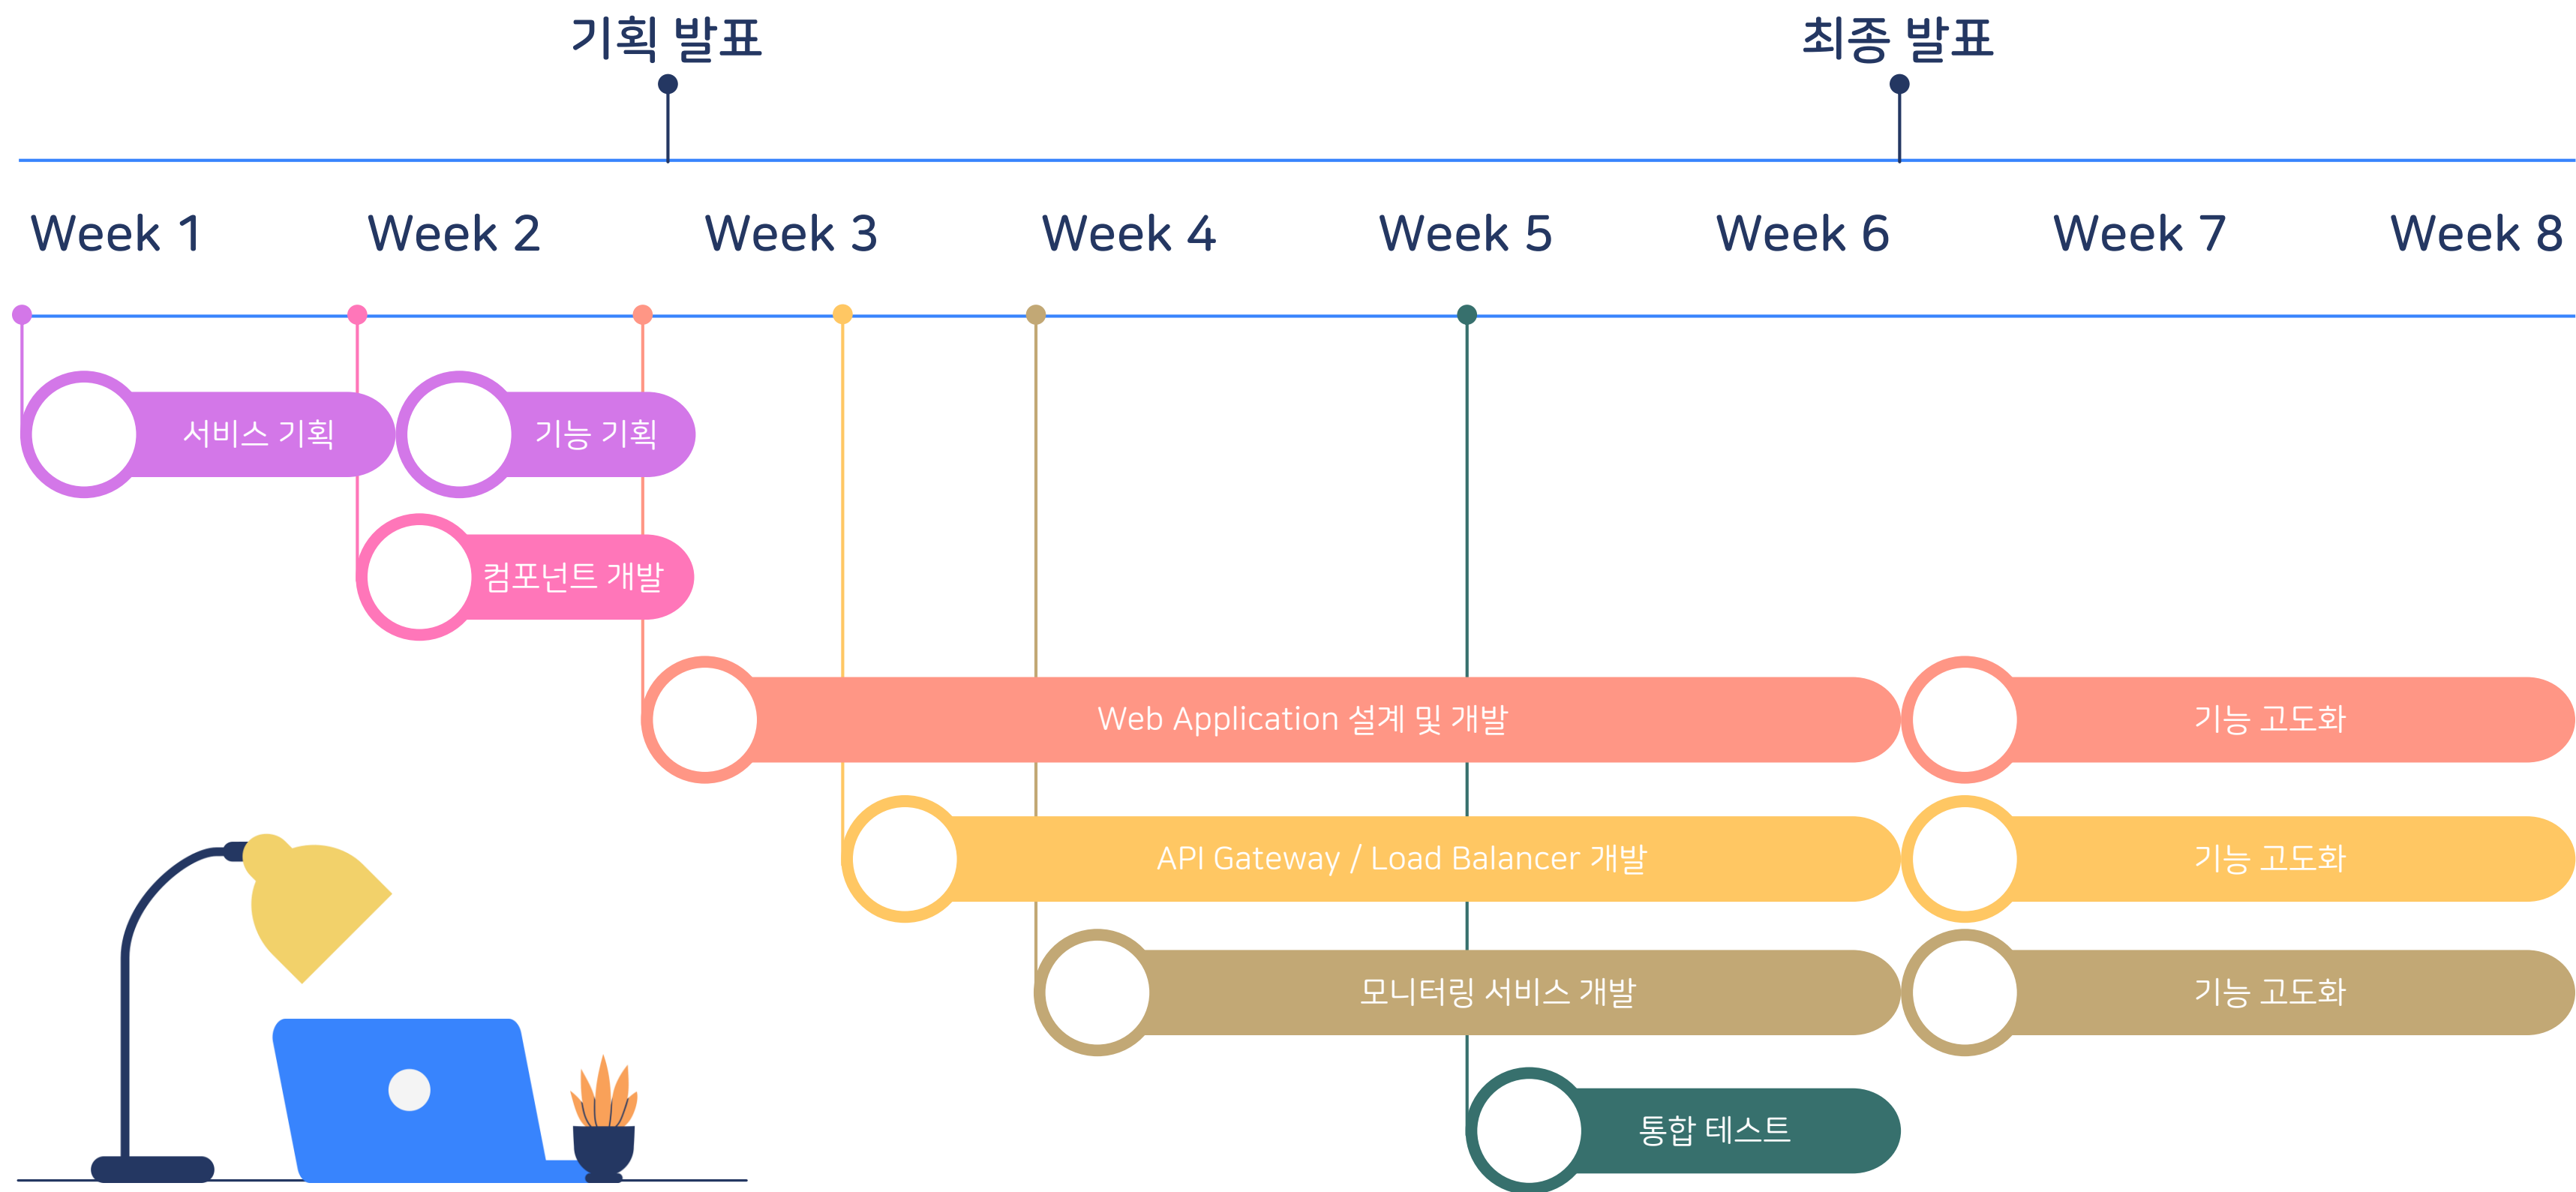 기획 발표
최종 발표
Week 1
Week 2
Week 3
Week 4
Week 5
Week 6
Week 7
Week 8
서비스 기획
기능 기획
컴포넌트 개발
Web Application 설계 및 개발
기능 고도화
API Gateway / Load Balancer 개발
기능 고도화
모니터링 서비스 개발
기능 고도화
통합 테스트